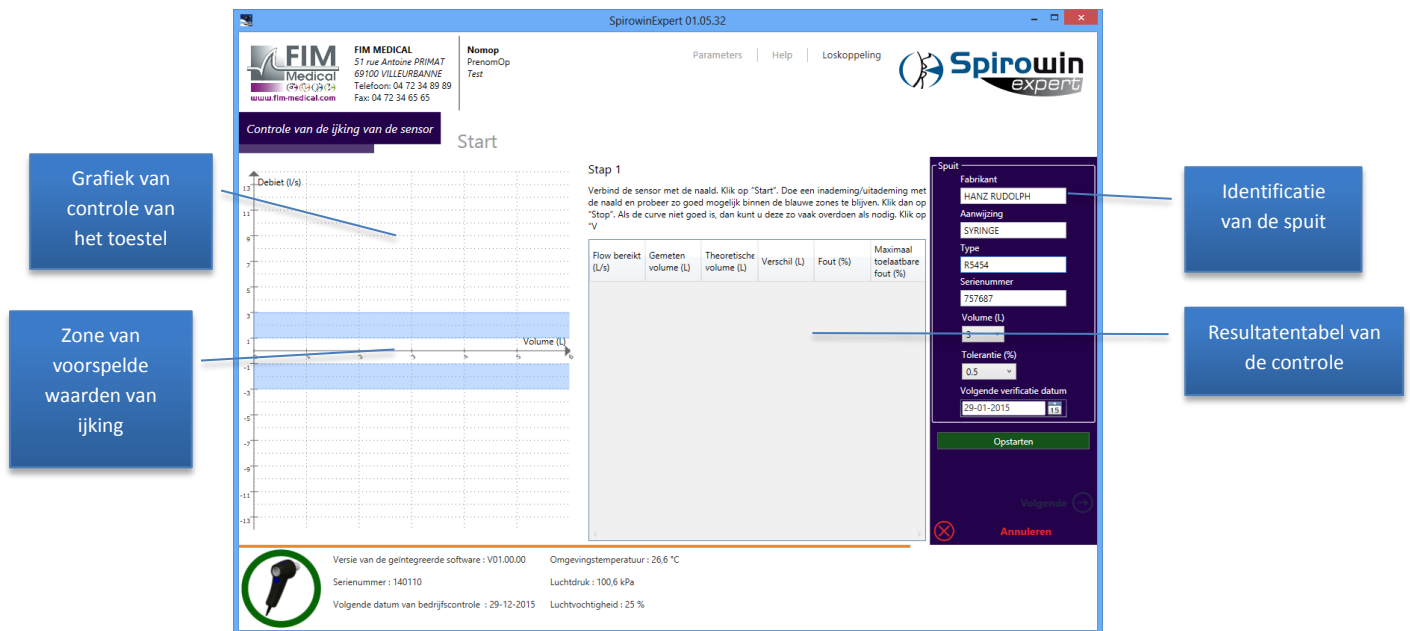 SpirowinExpert 01.05.32
FIM
Medical
www.fim-medical.com
FIM MEDICAL
51 rue Antoine PRIMAT
69100 VILLEURBANNE
Telefoon: 04 72 34 89 89
Fax: 04 72 34 65 65
Nomop
PrenomOp
Test
Parameters
Help
Loskoppeling
Spirowin
expert
Controle van de ijking van de sensor
Start
Grafiek van
controle van
het toestel
Zone van
voorspelde
waarden van
ijking
Debiet (l/s)
13
11
9
7
5
3
1
-1
-3
-5
-7
-9
-11
-13
Volume (L)
0 1 2 3 4 5 6
Stap 1
Verbind de sensor met de naald. Klik op "Start". Doe een inademing/uitademing met
de naald en probeer zo goed mogelijk binnen de blauwe zones te blijven. Klik dan op
"Stop". Als de curve niet goed is, dan kunt u deze zo vaak overdoen als nodig. Klik op
"V
Flow bereikt
(L/s)
Gemeten
volume (L)
Theoretische
volume (L)
Verschil (L)
Fout (%)
Maximaal
toelaatbare
fout (%)
Spuit
Fabrikant
HANZ RUDOLPH
Aanwijzing
SYRINGE
Type
R5454
Serienummer
757687
Volume (L)
3
Tolerantie (%)
0.5
Volgende verificatie datum
29-01-2015
15
Opstarten
Volgende
Annuleren
Identificatie
van de spuit
Resultatentabel van
de controle
Versie van de geïntegreerde software : V01.00.00
Serienummer : 140110
Volgende datum van bedrijfscontrole : 29-12-2015
Omgevingstemperatuur : 26,6 °C
Luchtdruk : 100,6 kPa
Luchtvochtigheid : 25 %